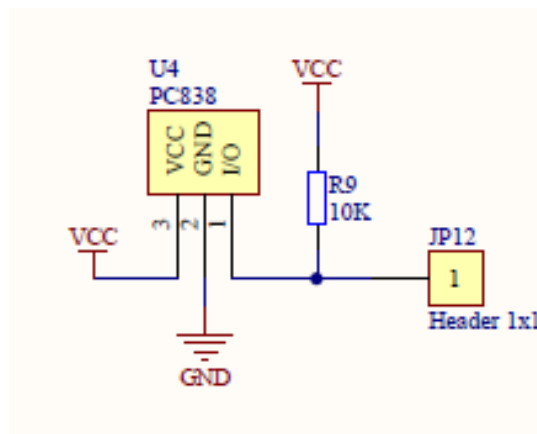 U4
PC838
VCC
GND
I/O
3
2
1
VCC
GND
VCC
R9
10K
JP12
1
Header 1x1